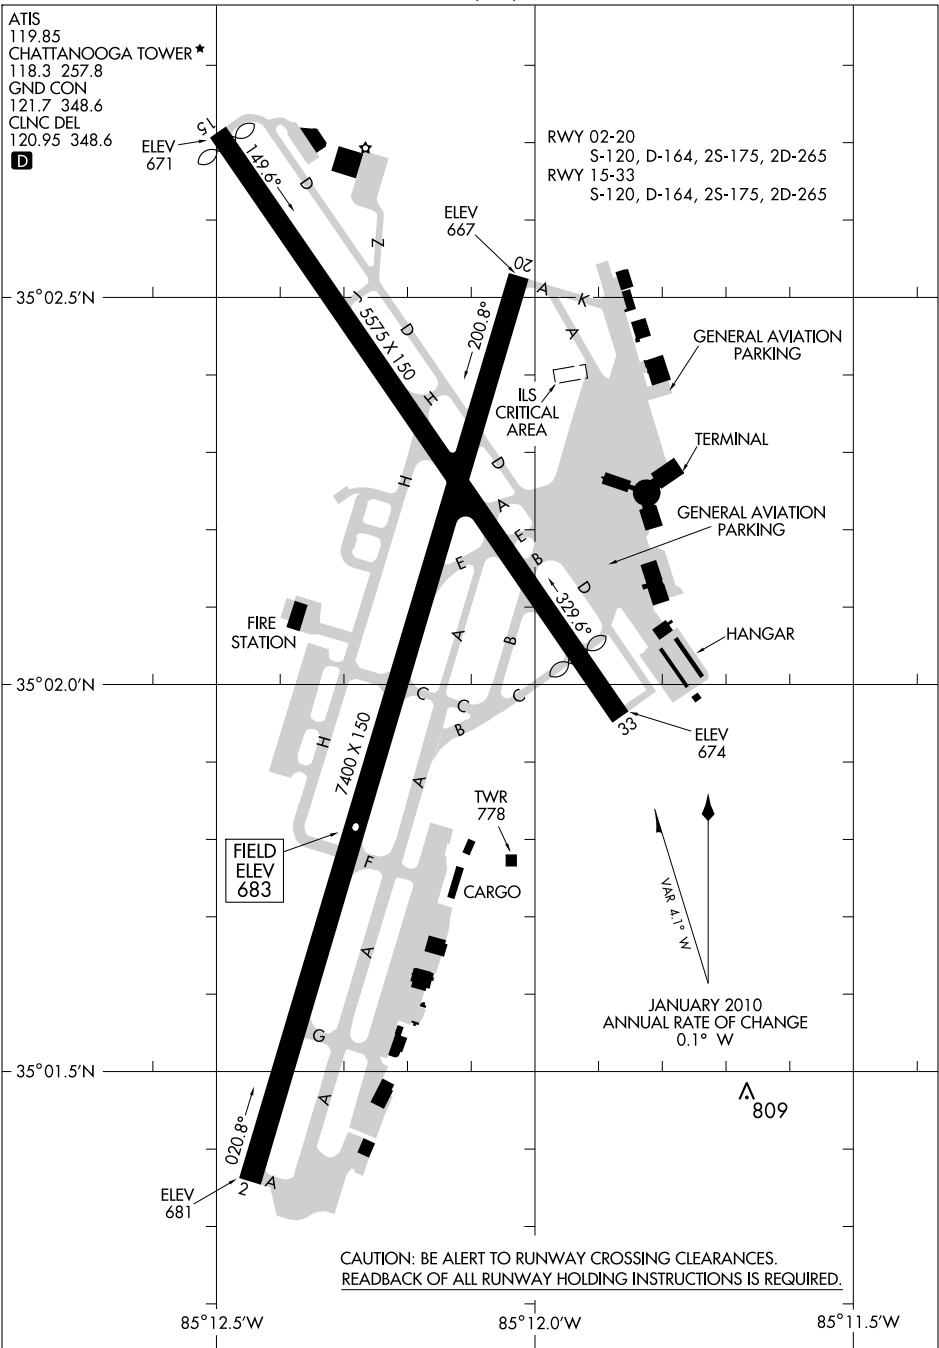 ATIS
119.85
CHATTANOOGA TOWER★
118.3 257.8
GND CON
121.7 348.6
CLNC DEL
120.95 348.6
D
15
ELEV
671
149.6°
D
N
RWY 02-20
S-120, D-164, 2S-175, 2D-265
RWY 15-33
S-120, D-164, 2S-175, 2D-265
ELEV
667
20
A
K
35°02.5'N
5575 X 150
D
200.8°
A
GENERAL AVIATION
PARKING
H
ILS
CRITICAL
AREA
TERMINAL
D
H
A
GENERAL AVIATION
PARKING
E
B
E
D
329.6°
FIRE
STATION
A
B
HANGAR
35°02.0'N
C
C
C
B
33
ELEV
674
H
7400 X 150
A
TWR
778
FIELD
ELEV
683
F
CARGO
VAR 4.1° W
A
JANUARY 2010
ANNUAL RATE OF CHANGE
0.1° W
G
35°01.5'N
A
809
020.8°
2
A
ELEV
681
CAUTION: BE ALERT TO RUNWAY CROSSING CLEARANCES.
READBACK OF ALL RUNWAY HOLDING INSTRUCTIONS IS REQUIRED.
85°12.5'W
85°12.0'W
85°11.5'W